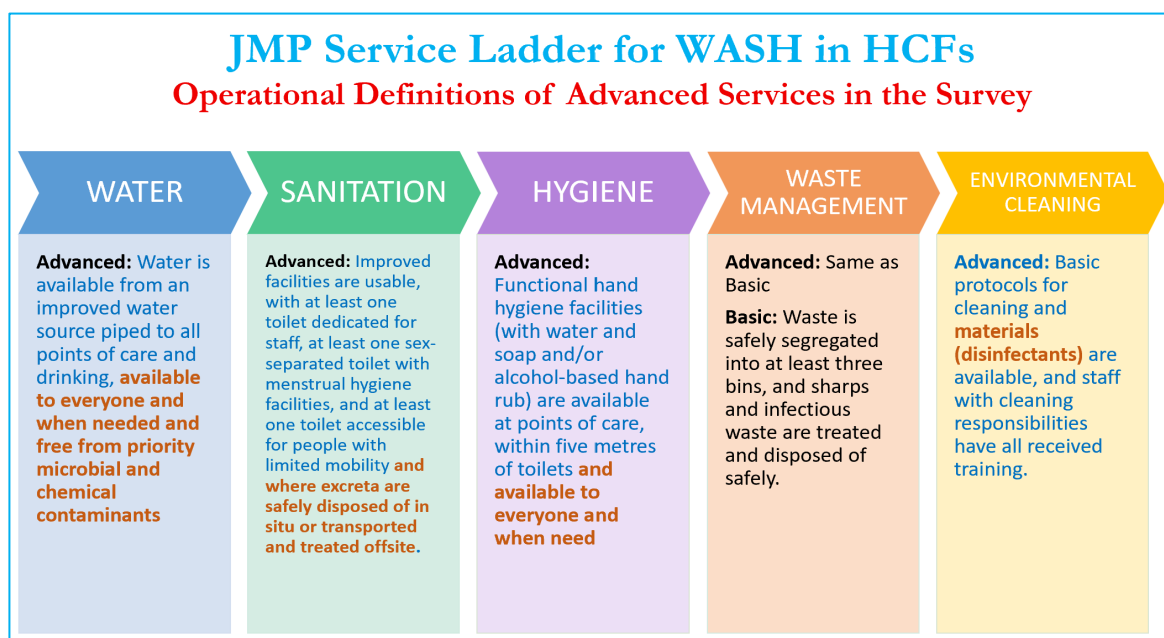 JMP Service Ladder for WASH in HCFs
Operational Definitions of Advanced Services in the Survey
WATER
Advanced: Water is
available from an
improved water
source piped to all
points of care and
drinking, available
to everyone and
when needed and
free from priority
microbial and
chemical
contaminants
SANITATION
Advanced: Improved
facilities are usable,
with at least one
toilet dedicated for
staff, at least one sex-
separated toilet with
menstrual hygiene
facilities, and at least
one toilet accessible
for people with
limited mobility and
where excreta are
safely disposed of in
situ or transported
and treated offsite.
HYGIENE
Advanced:
Functional hand
hygiene facilities
(with water and
soap and/or
alcohol-based hand
rub) are available
at points of care,
within five metres
of toilets and
available to
everyone and
when need
WASTE
MANAGEMENT
Advanced: Same as
Basic
Basic: Waste is
safely segregated
into at least three
bins, and sharps
and infectious
waste are treated
and disposed of
safely.
ENVIRONMENTAL
CLEANING
Advanced: Basic
protocols for
cleaning and
materials
(disinfectants) are
available, and staff
with cleaning
responsibilities
have all received
training.